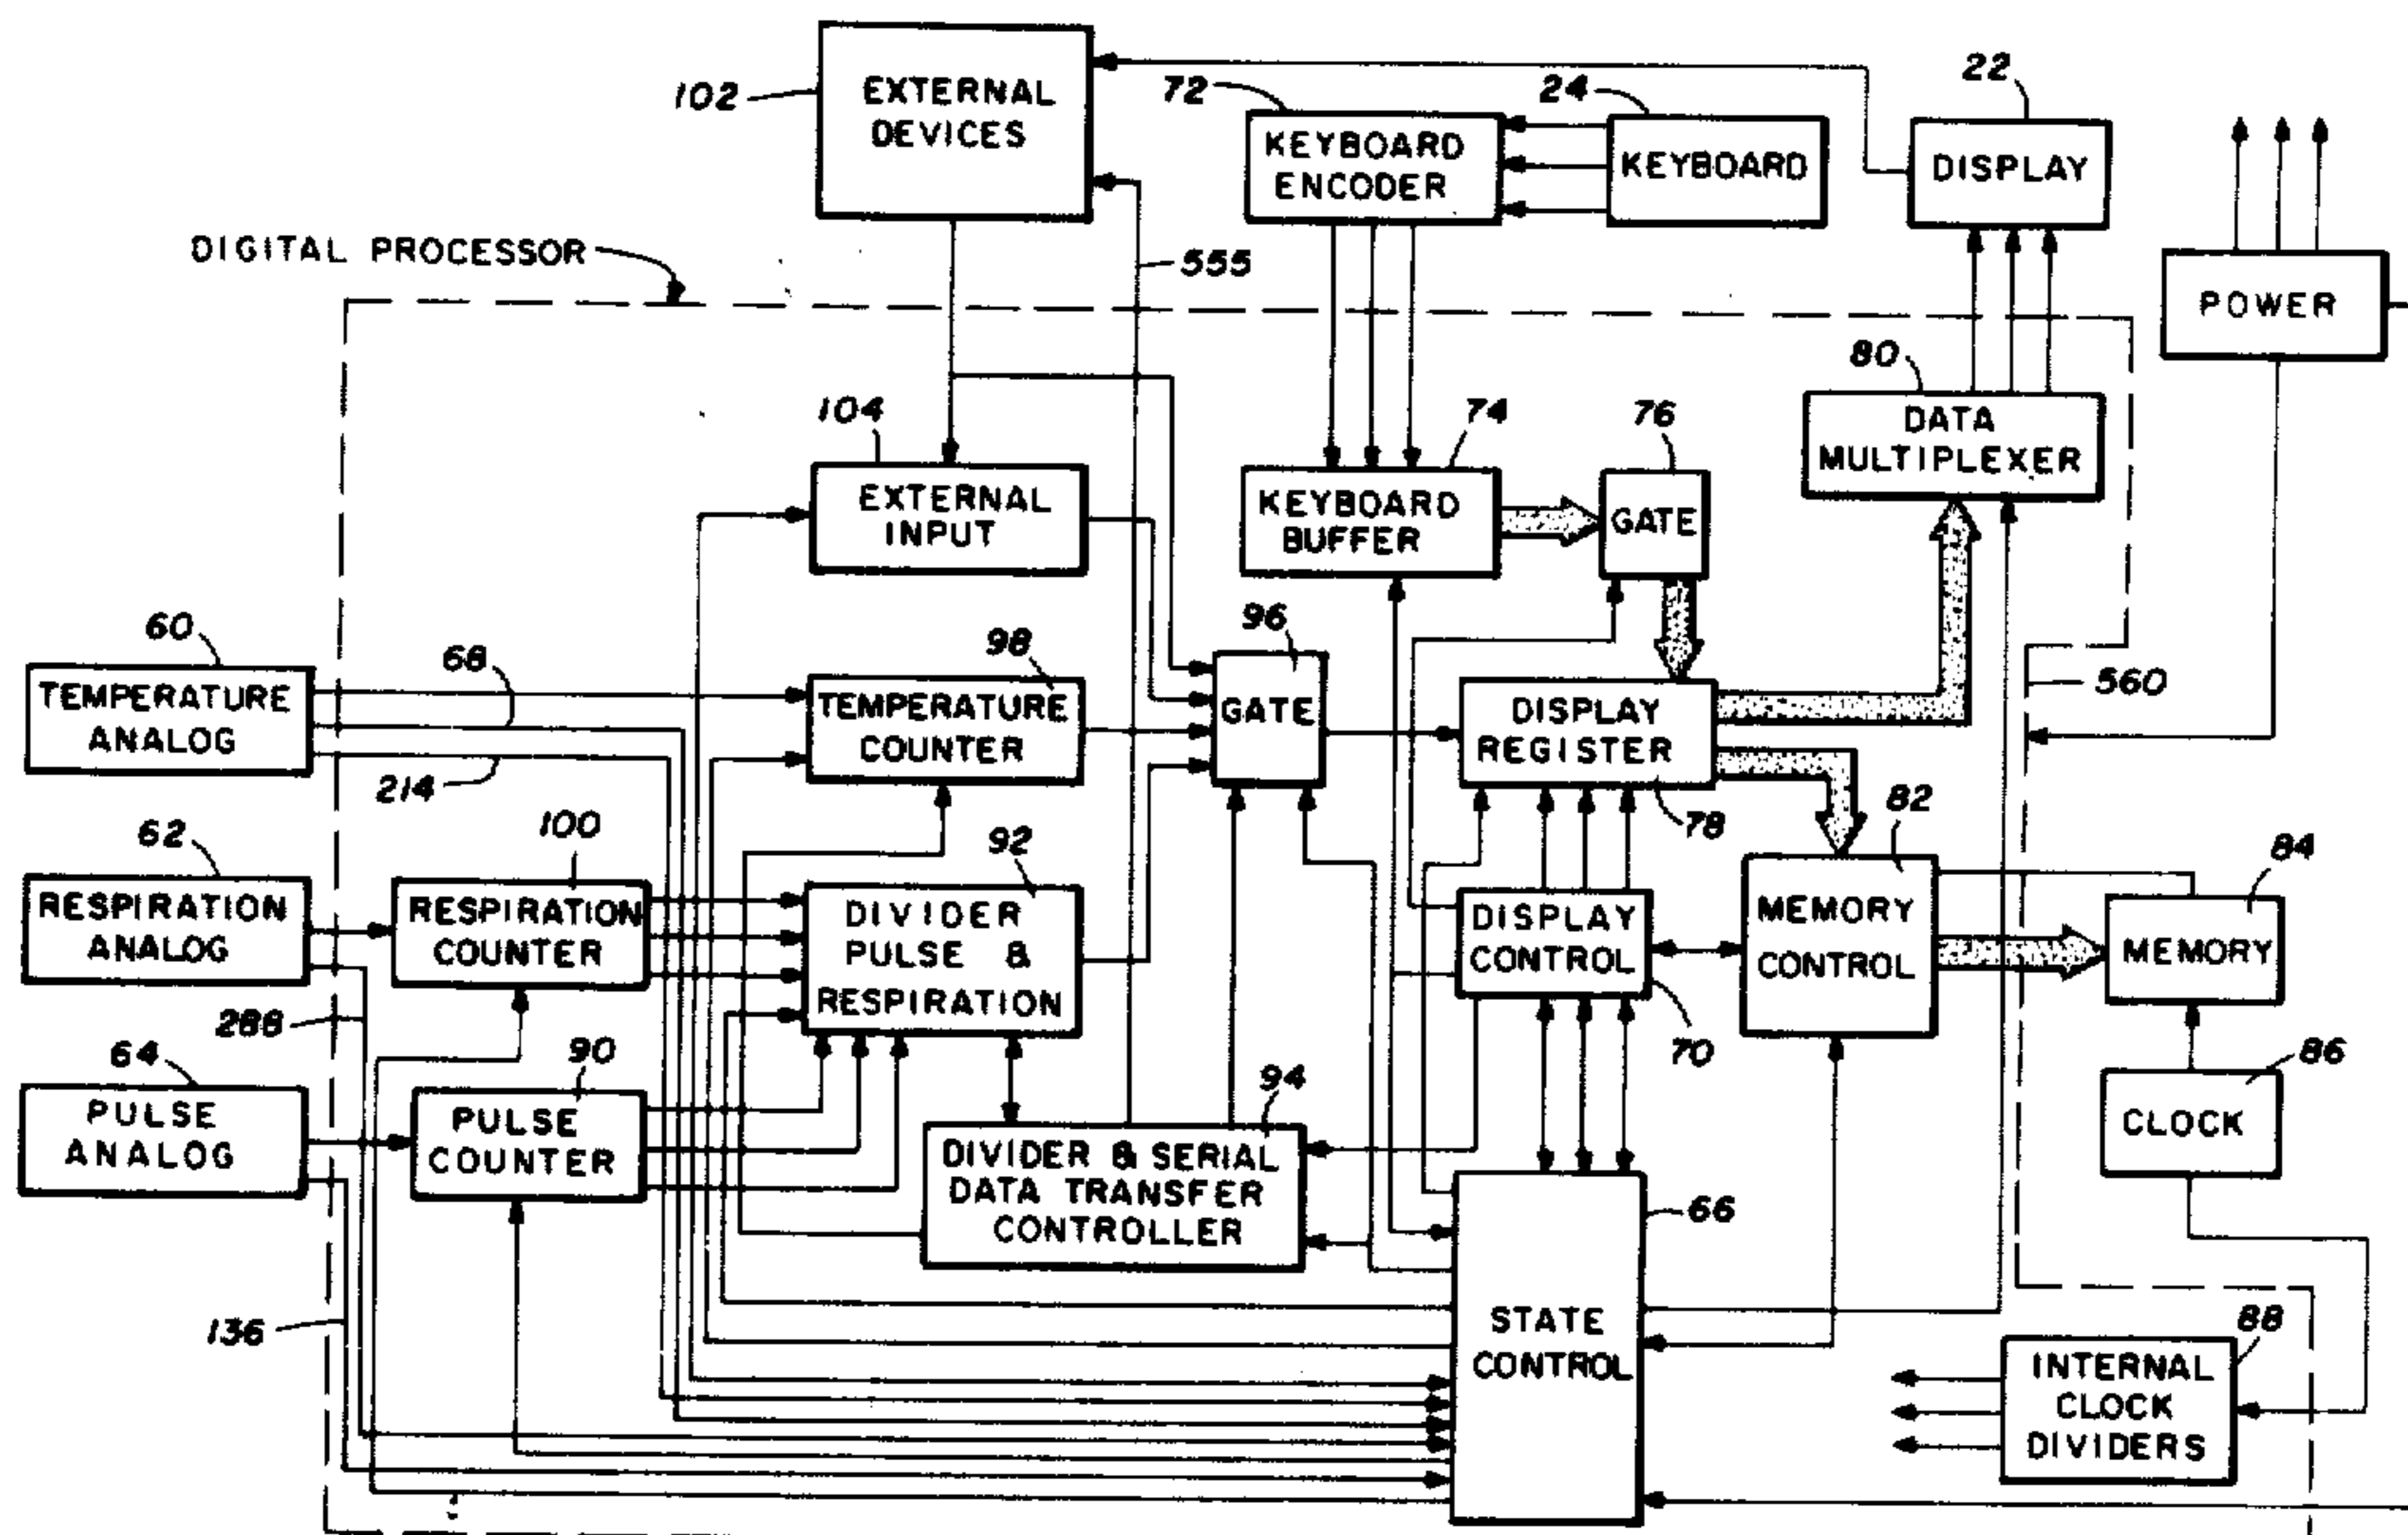 102
EXTERNAL
DEVICES
72
KEYBOARD
ENCODER
24
KEYBOARD
22
DISPLAY
POWER
DIGITAL PROCESSOR
555
80
DATA
MULTIPLEXER
104
EXTERNAL
INPUT
74
KEYBOARD
BUFFER
76
GATE
60
TEMPERATURE
ANALOG
68
214
98
TEMPERATURE
COUNTER
96
GATE
DISPLAY
REGISTER
78
560
62
RESPIRATION
ANALOG
288
100
RESPIRATION
COUNTER
92
DIVIDER
PULSE &
RESPIRATION
DISPLAY
CONTROL
70
82
MEMORY
CONTROL
84
MEMORY
86
CLOCK
64
PULSE
ANALOG
136
90
PULSE
COUNTER
94
DIVIDER & SERIAL
DATA TRANSFER
CONTROLLER
66
STATE
CONTROL
88
INTERNAL
CLOCK
DIVIDERS